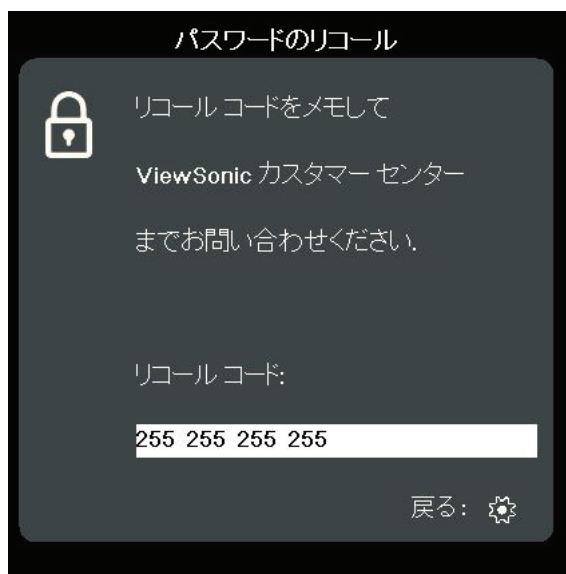 パスワードのリコール
リコール コードをメモして
ViewSonic カスタマー センター
までお問い合わせください.
リコール コード:
255 255 255 255
戻る: